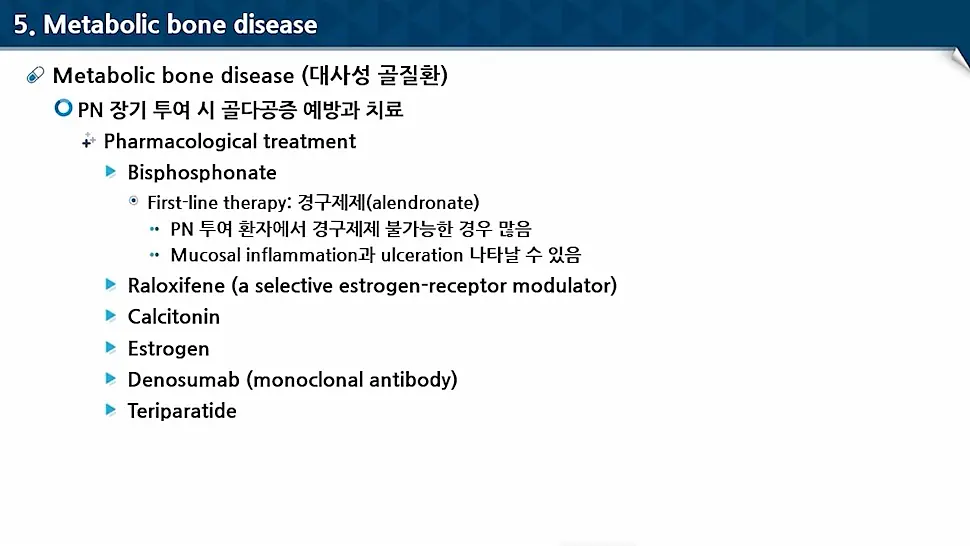 5. Metabolic bone disease
Metabolic bone disease (대사성 골질환)
PN 장기 투여 시 골다공증 예방과 치료
Pharmacological treatment
Bisphosphonate
First-line therapy: 경구제제(alendronate)
PN 투여 환자에서 경구제제 불가능한 경우 많음
Mucosal inflammation과 ulceration 나타날 수 있음
Raloxifene (a selective estrogen-receptor modulator)
Calcitonin
Estrogen
Denosumab (monoclonal antibody)
Teriparatide